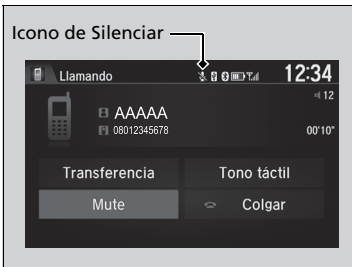 Icono de Silenciar
Llamando 12:34
12
AAAAA
08012345678 00'10"
Transferencia Tono táctil
Mute Colgar